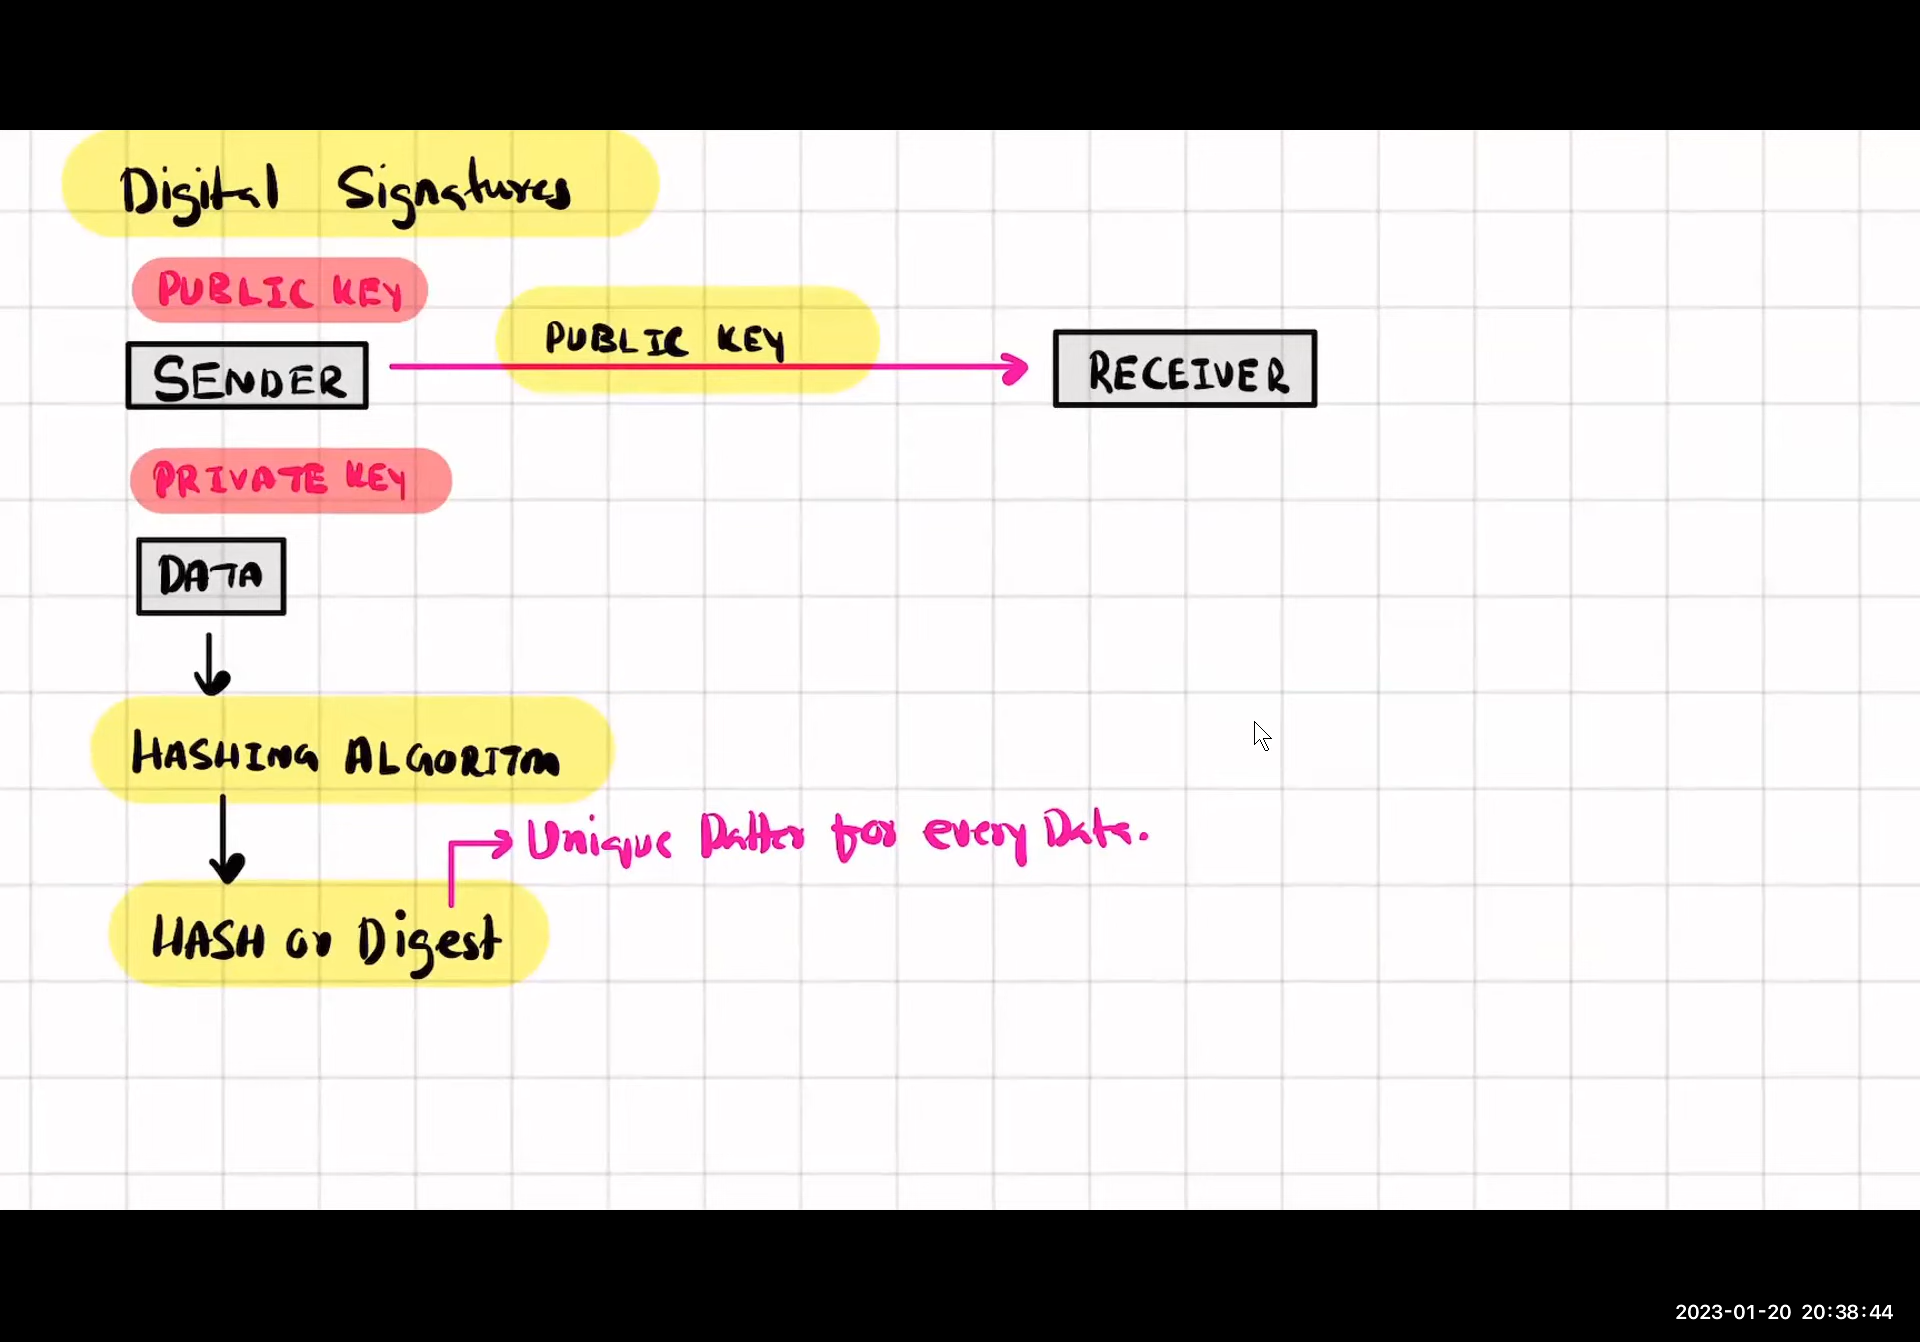 Digital Signatures
PUBLIC KEY
PUBLIC KEY
SENDER
RECEIVER
PRIVATE KEY
DATA
HASHING ALGORITM
Unique Patter for every Data.
HASH or Digest
2023-01-20 20:38:44